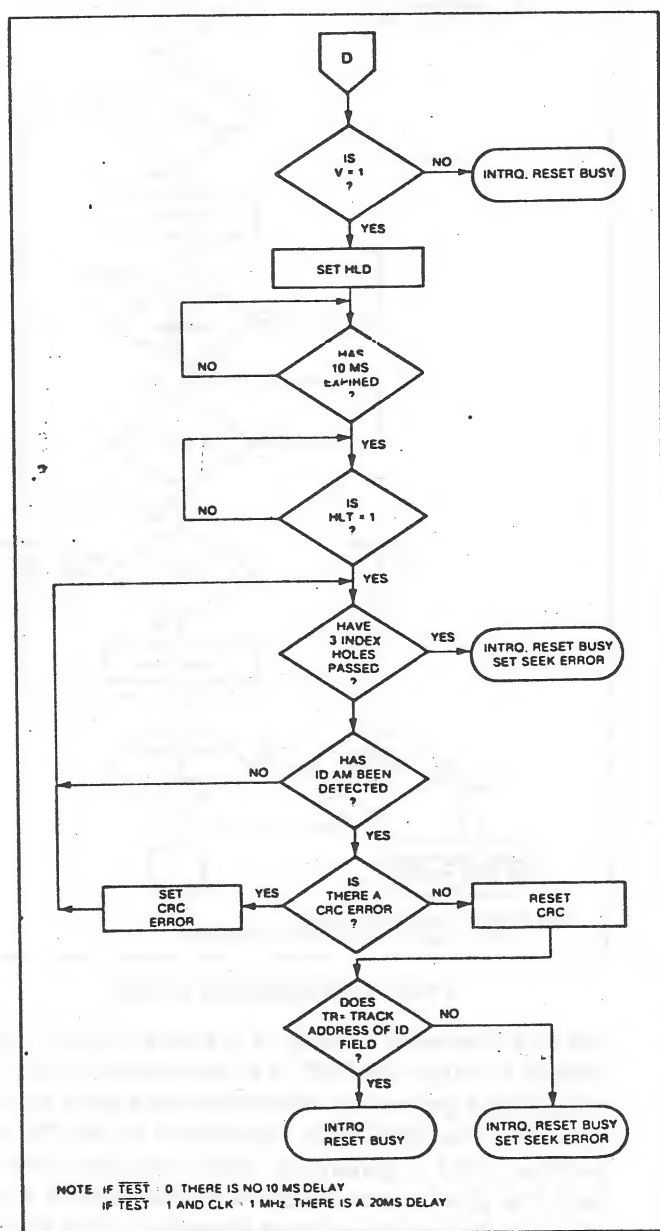 D
IS
V = 1
?
NO
INTRQ. RESET BUSY
YES
SET HLD
HAS
10 MS
EXPIRED
?
NO
YES
IS
HLT = 1
?
NO
YES
HAVE
3 INDEX
HOLES
PASSED
?
YES
INTRQ. RESET BUSY
SET SEEK ERROR
HAS
ID AM BEEN
DETECTED
?
NO
YES
IS
THERE A
CRC ERROR
?
YES
SET
CRC
ERROR
NO
RESET
CRC
DOES
TR= TRACK
ADDRESS OF ID
FIELD
?
NO
YES
INTRQ
RESET BUSY
INTRQ. RESET BUSY
SET SEEK ERROR
NOTE IF TEST : 0 THERE IS NO 10 MS DELAY
IF TEST 1 AND CLK : 1 MHz THERE IS A 20MS DELAY